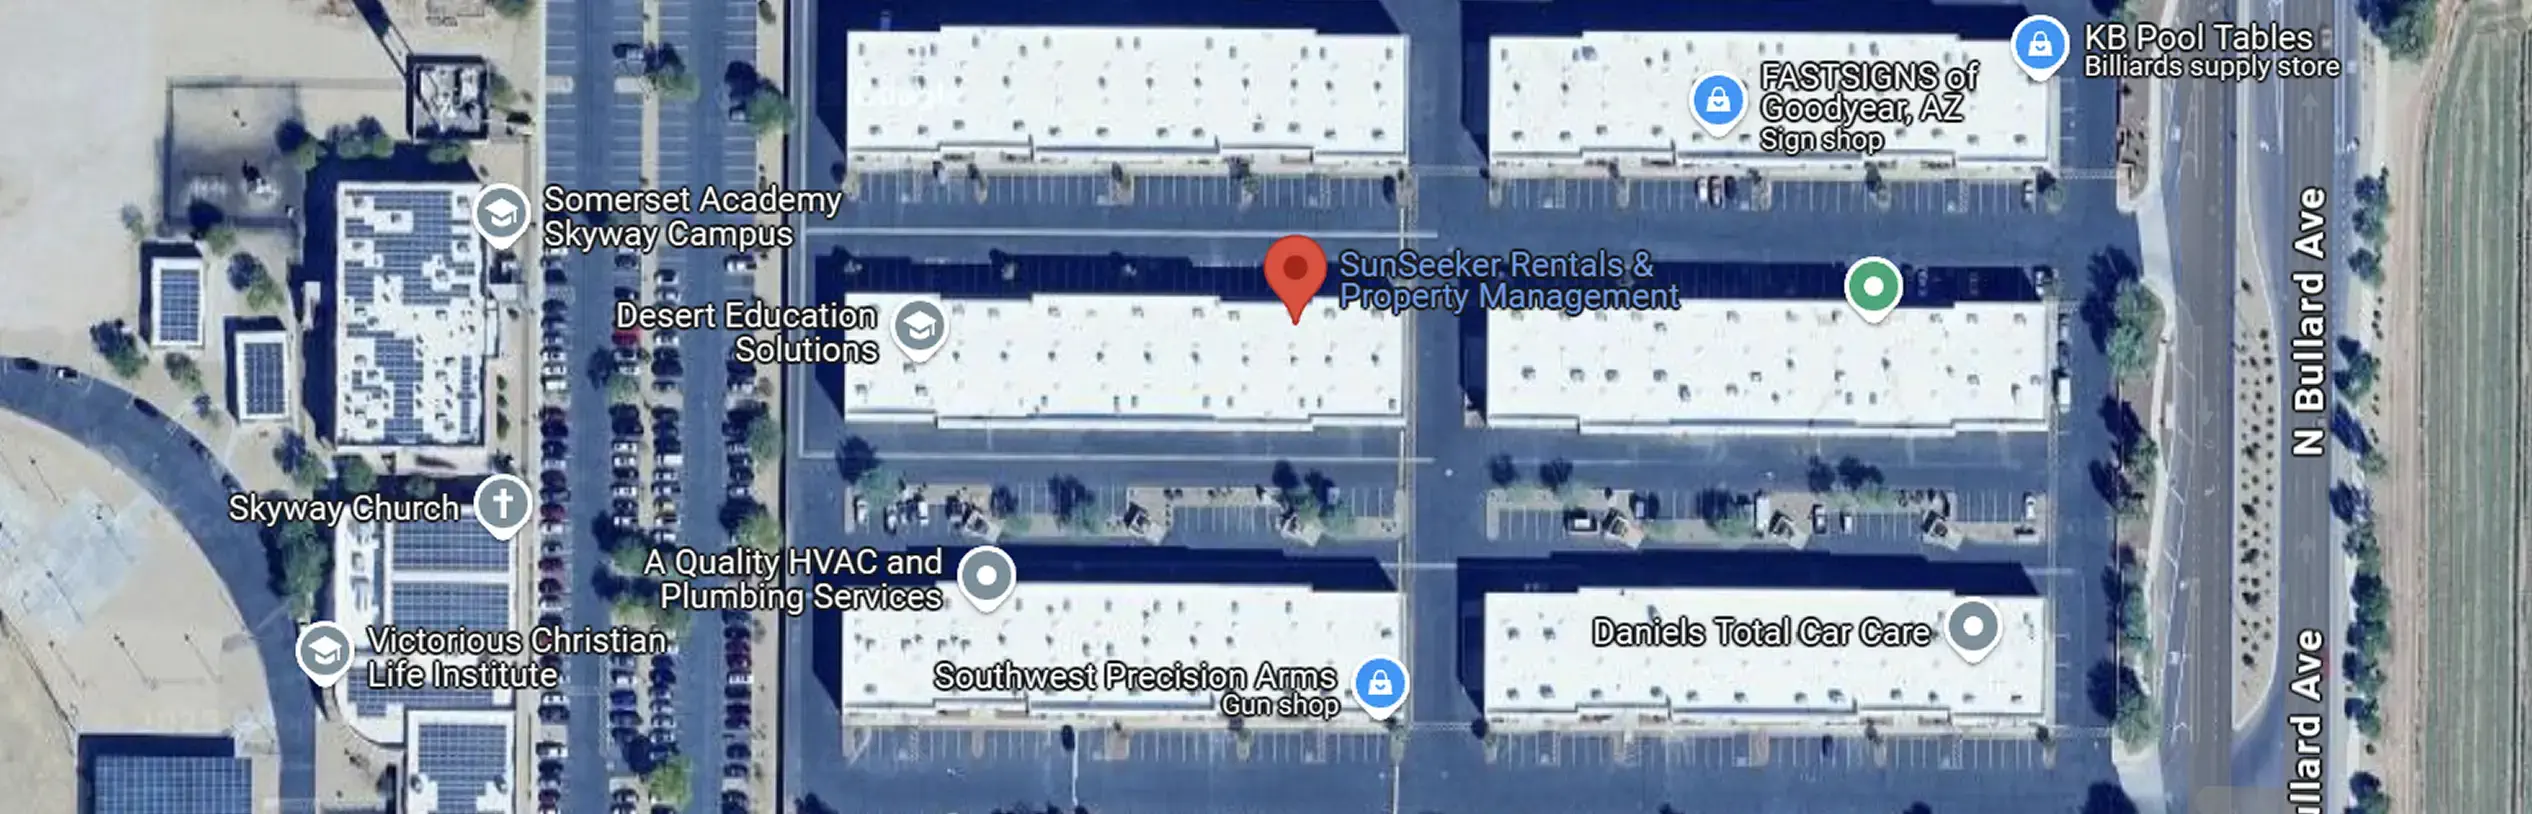 KB Pool Tables
Billiards supply store
FASTSIGNS of
Goodyear, AZ
Sign shop
Somerset Academy
Skyway Campus
SunSeeker Rentals &
Property Management
Desert Education
Solutions
N Bullard Ave
Skyway Church
A Quality HVAC and
Plumbing Services
Victorious Christian
Life Institute
Southwest Precision Arms
Gun shop
Daniels Total Car Care
ullard Ave